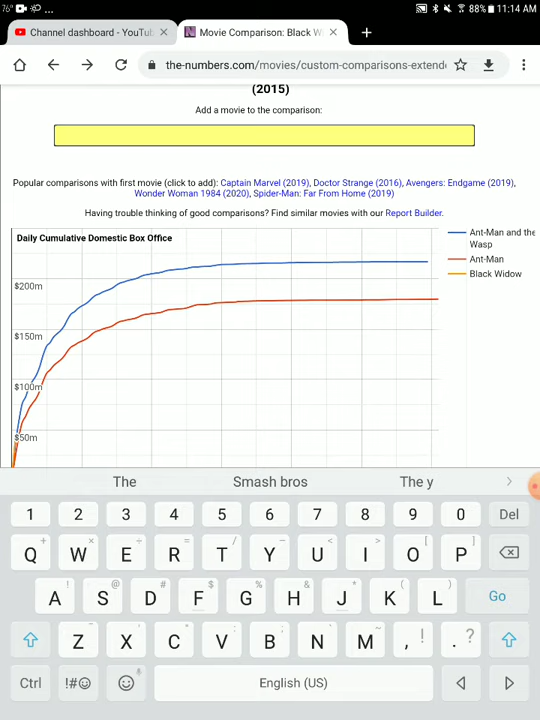 76° ...
88% 11:14 AM
Channel dashboard - YouTu
Movie Comparison: Black W
the-numbers.com/movies/custom-comparisons-extende
(2015)
Add a movie to the comparison:
Popular comparisons with first movie (click to add): Captain Marvel (2019), Doctor Strange (2016), Avengers: Endgame (2019),
Wonder Woman 1984 (2020), Spider-Man: Far From Home (2019)
Having trouble thinking of good comparisons? Find similar movies with our Report Builder.
Daily Cumulative Domestic Box Office
Ant-Man and the
Wasp
Ant-Man
Black Widow
$200m
$150m
$100m
$50m
The Smash bros The y
1 2 3 4 5 6 7 8 9 0 Del
× ÷ = / _ < > [ ]
Q W E R T Y U I O P
! @ # $ % ^ & * ( )
A S D F G H J K L Go
- ' " : ; , ~ ! ?
Z X C V B N M , .
Ctrl !#☺ English (US)